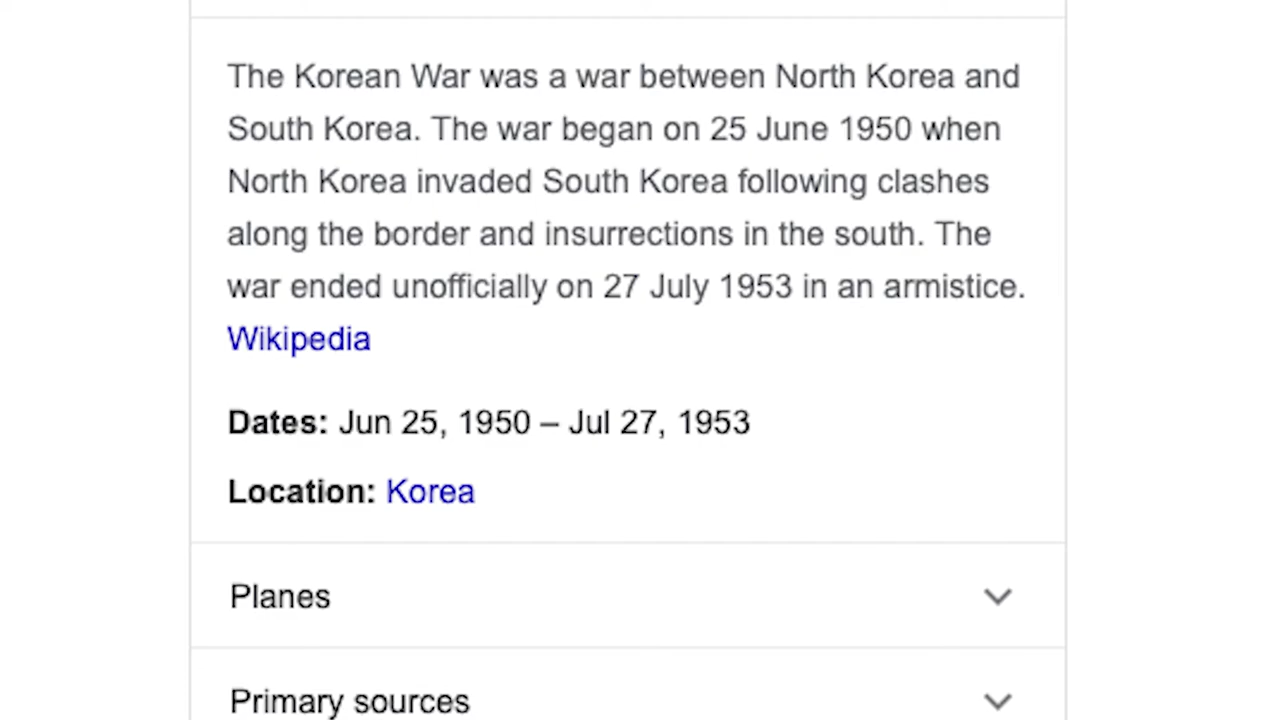 The Korean War was a war between North Korea and
South Korea. The war began on 25 June 1950 when
North Korea invaded South Korea following clashes
along the border and insurrections in the south. The
war ended unofficially on 27 July 1953 in an armistice.
Wikipedia
Dates: Jun 25, 1950 – Jul 27, 1953
Location: Korea
Planes
Primary sources